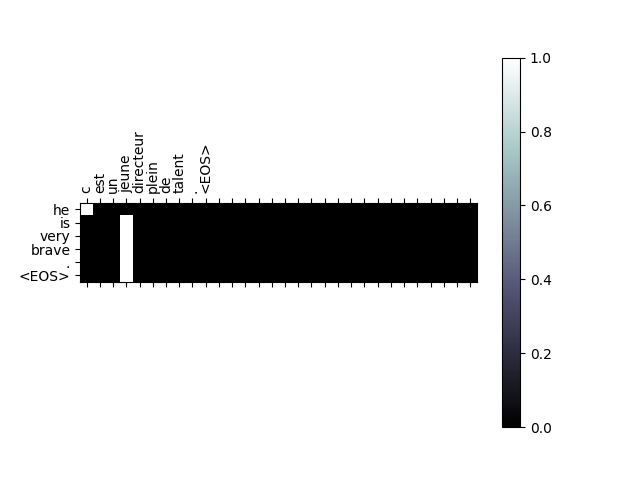 c
est
un
jeune
directeur
plein
de
talent
.
<EOS>
he
is
very
brave
.
<EOS>
1.0
0.8
0.6
0.4
0.2
0.0